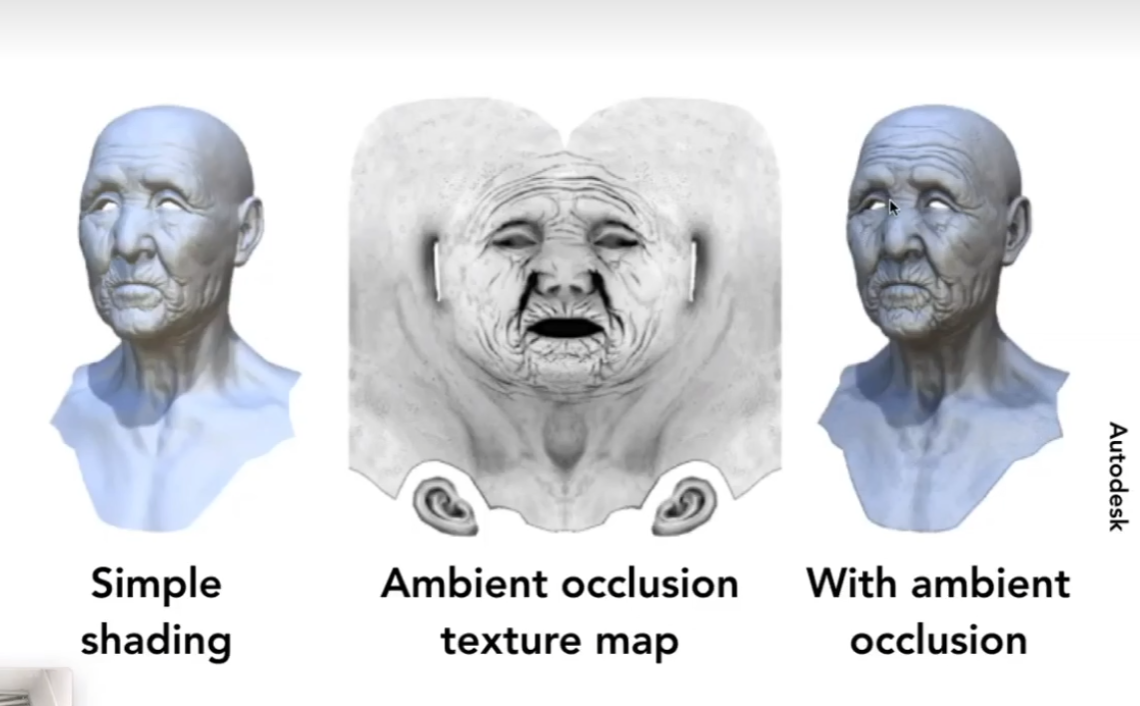 Simple
shading
Ambient occlusion
texture map
With ambient
occlusion
Autodesk